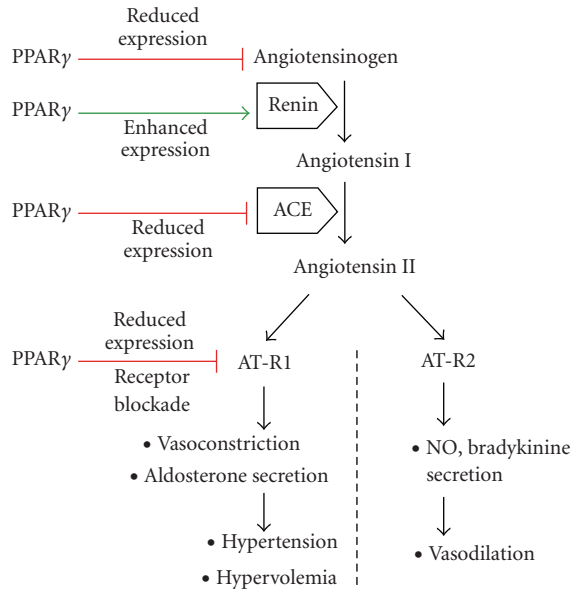 Reduced
expression
PPARγ
Angiotensinogen
PPARγ
Renin
Enhanced
expression
Angiotensin I
PPARγ
ACE
Reduced
expression
Angiotensin II
Reduced
expression
PPARγ
Receptor
blockade
AT-R1
AT-R2
• Vasoconstriction
• Aldosterone secretion
• NO, bradykinine
secretion
• Hypertension
• Hypervolemia
• Vasodilation